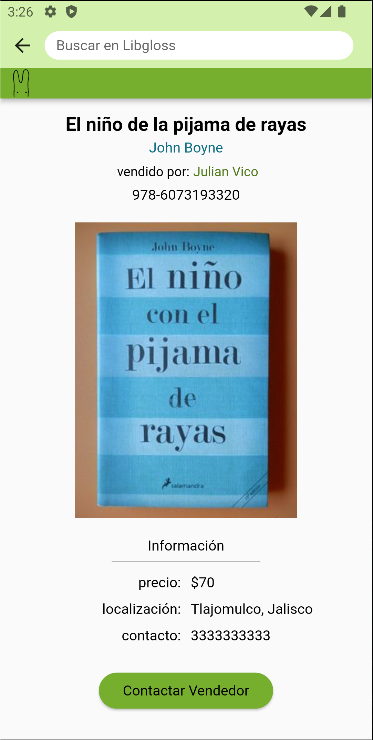 3:26
Buscar en Libgloss
El niño de la pijama de rayas
John Boyne
vendido por: Julian Vico
978-6073193320
John Boyne
El niño
con el
pijama
de
rayas
salamandra
Información
precio: $70
localización: Tlajomulco, Jalisco
contacto: 3333333333
Contactar Vendedor